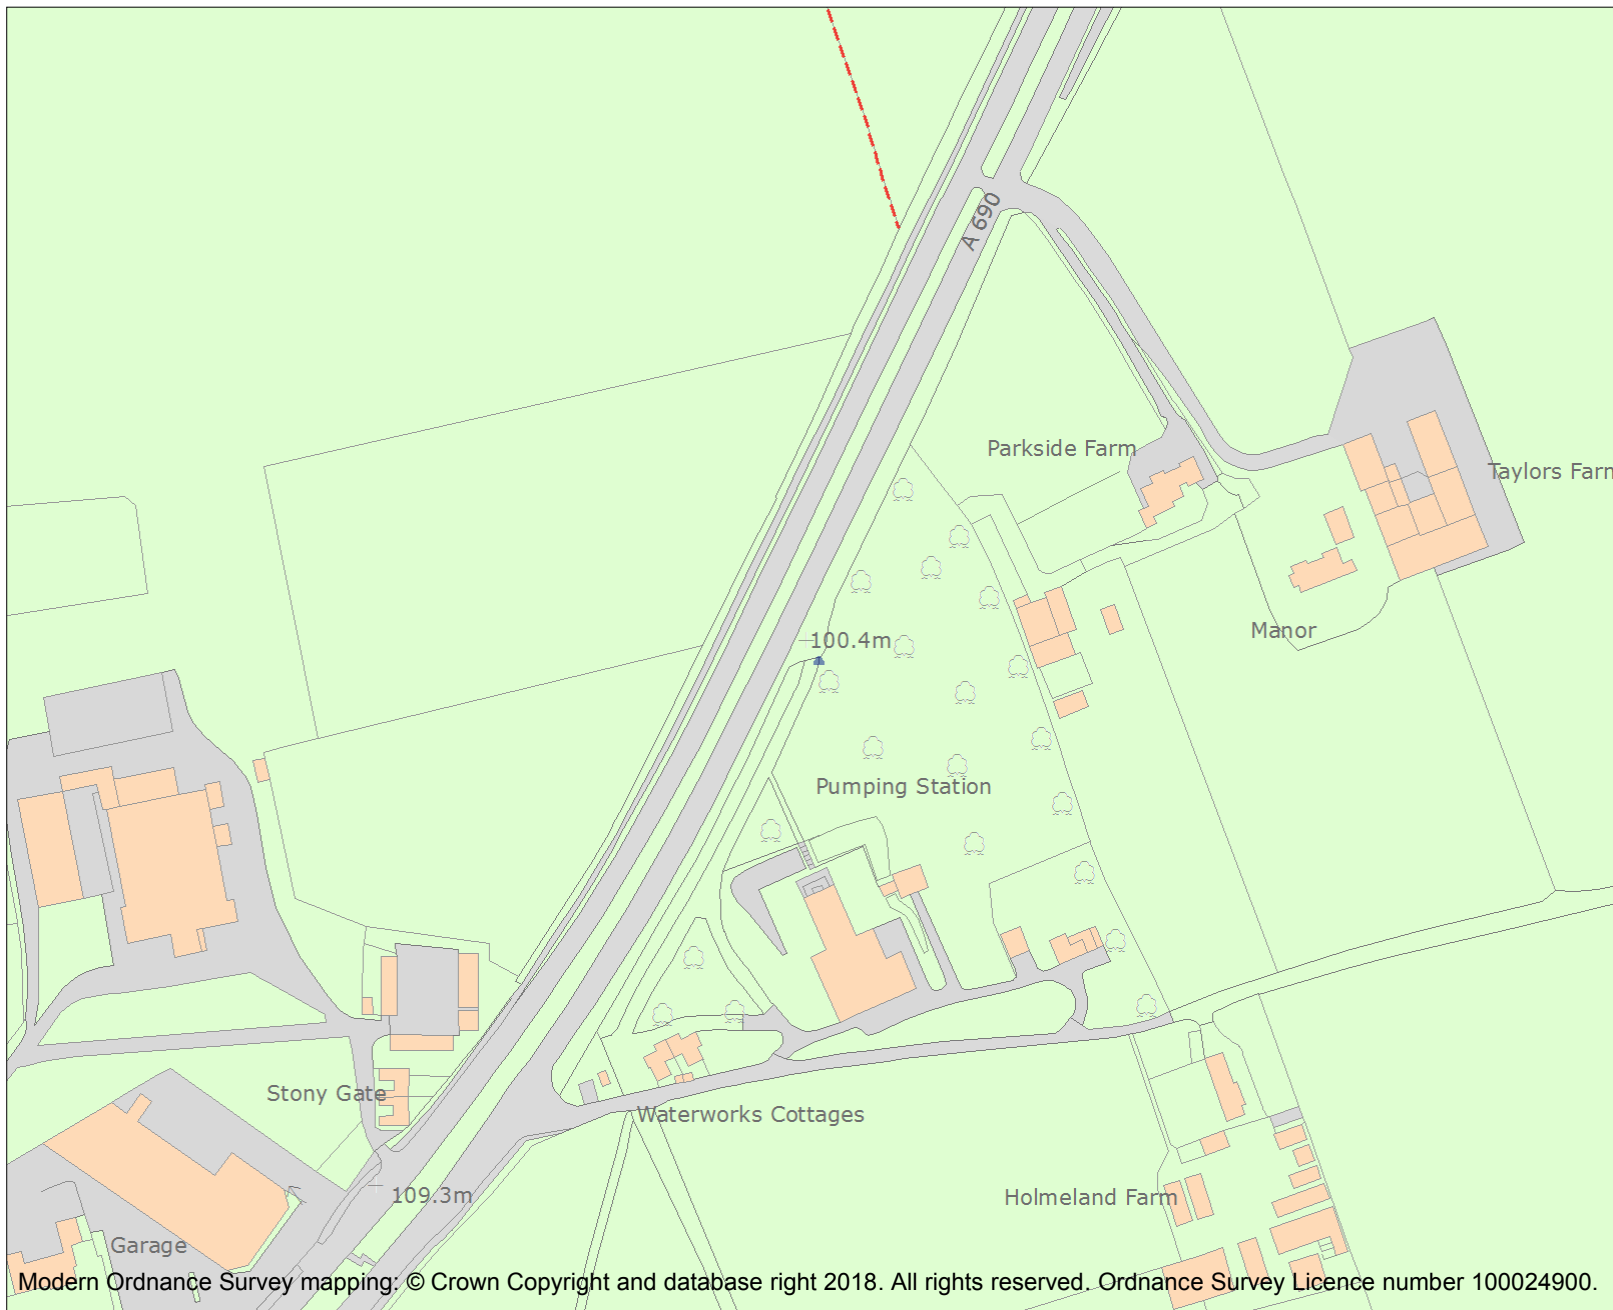 A 690
Parkside Farm
Taylors Farm
Manor
100.4m
Pumping Station
Stony Gate
Waterworks Cottages
109.3m
Holmeland Farm
Garage
Modern Ordnance Survey mapping: © Crown Copyright and database right 2018. All rights reserved. Ordnance Survey Licence number 100024900.